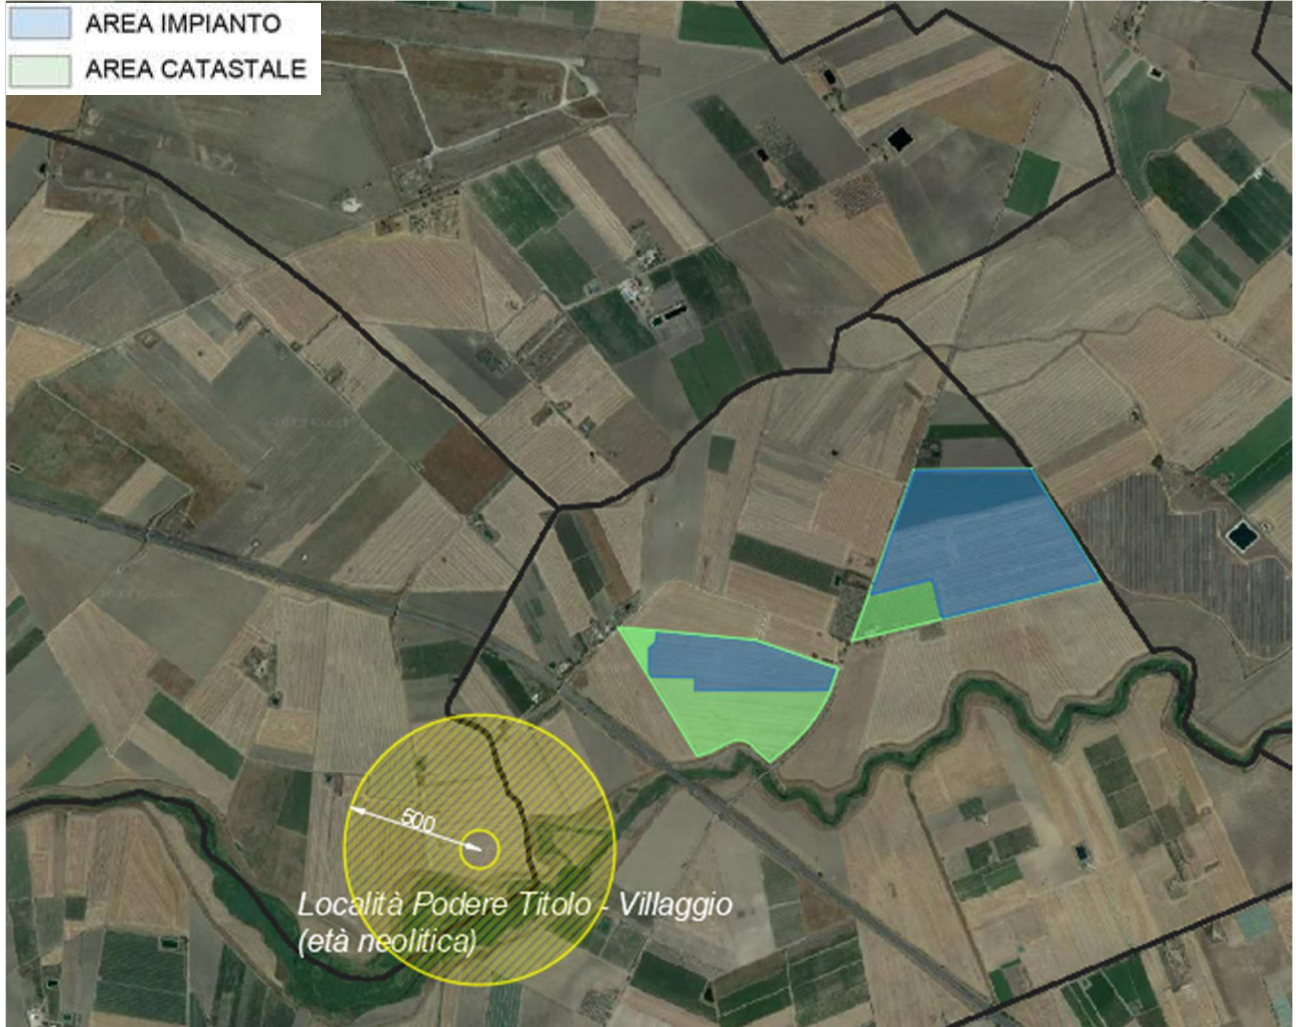 AREA IMPIANTO
AREA CATASTALE
500
Località Podere Titolo - Villaggio
(età neolitica)